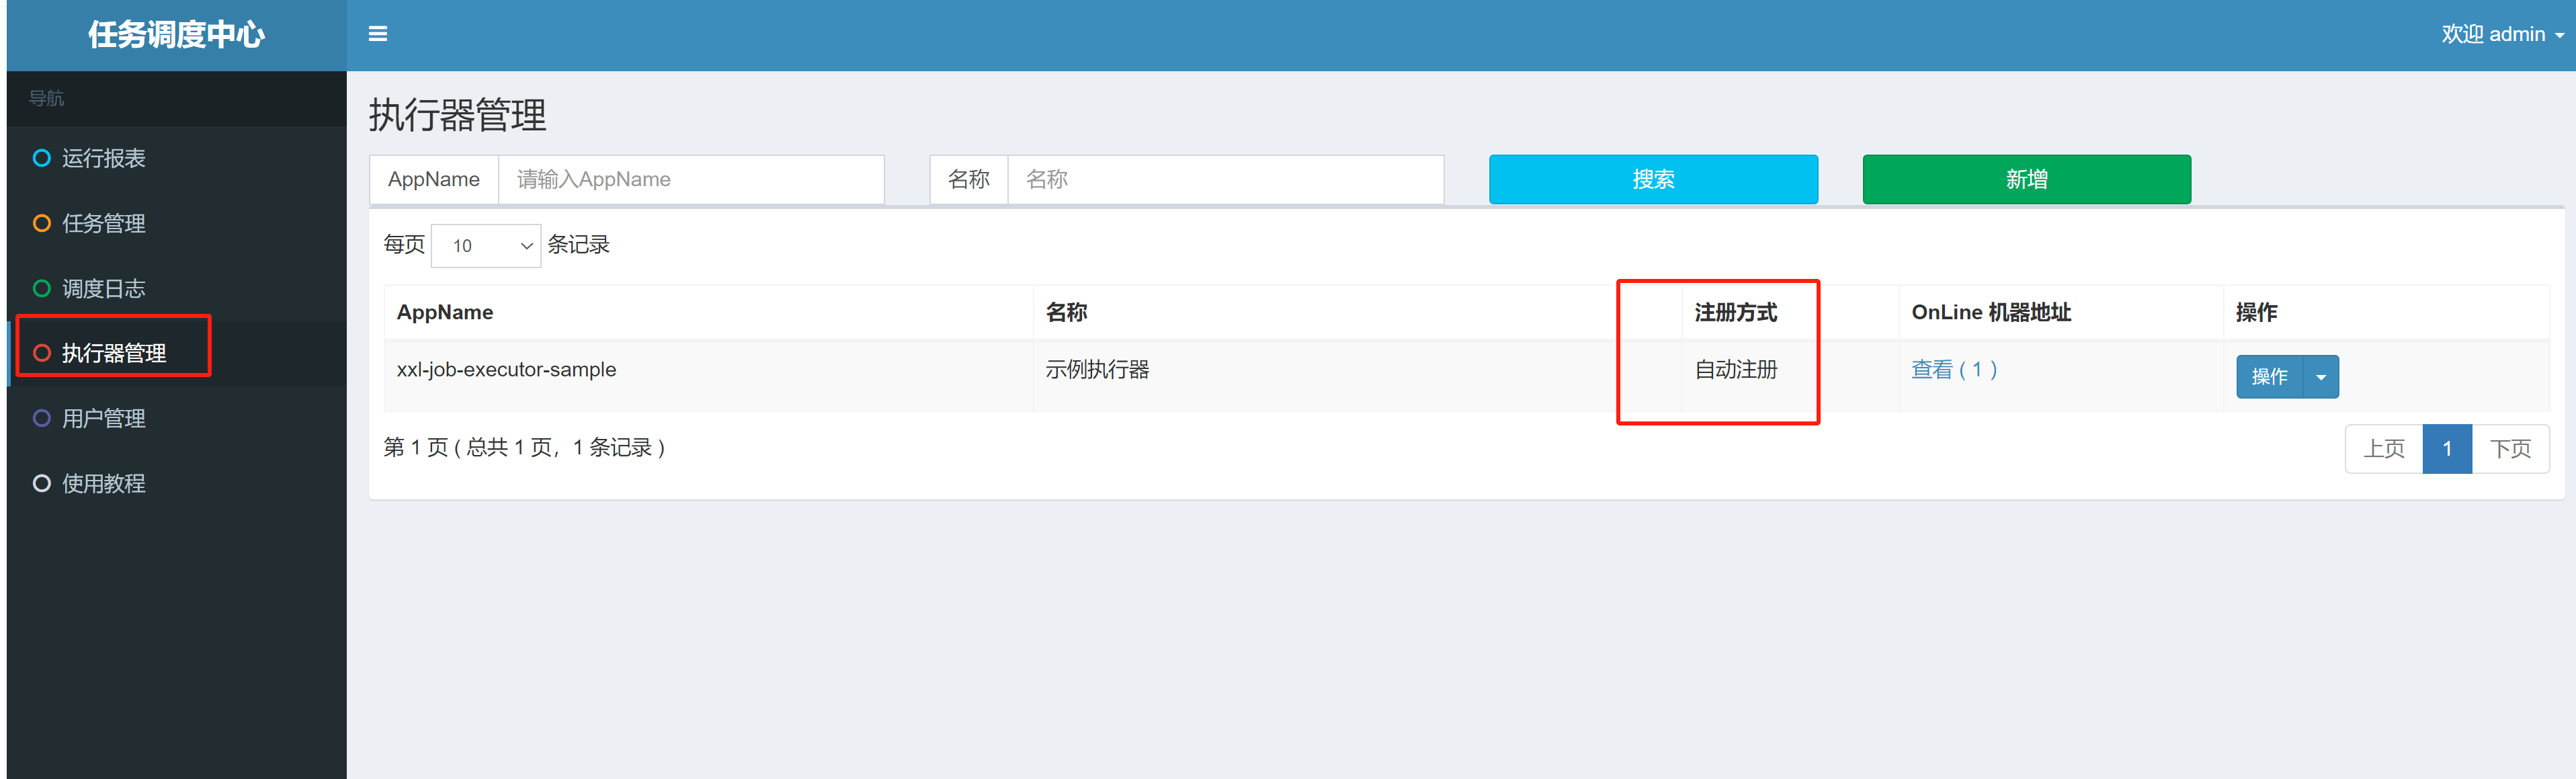 任务调度中心
欢迎 admin
导航
运行报表
任务管理
调度日志
执行器管理
用户管理
使用教程
执行器管理
AppName 请输入AppName 名称 名称 搜索 新增
每页 10 条记录
AppName 名称 注册方式 OnLine 机器地址 操作
xxl-job-executor-sample 示例执行器 自动注册 查看 ( 1 ) 操作
第 1 页 ( 总共 1 页，1 条记录 ) 上页 1 下页